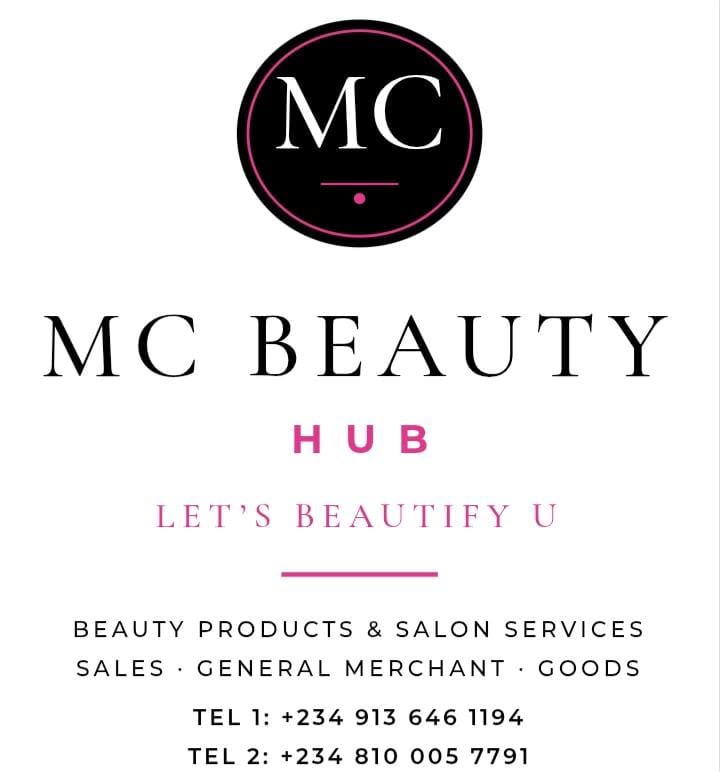 MC
MC BEAUTY
HUB
LET'S BEAUTIFY U
BEAUTY PRODUCTS & SALON SERVICES
SALES · GENERAL MERCHANT · GOODS
TEL 1: +234 913 646 1194
TEL 2: +234 810 005 7791